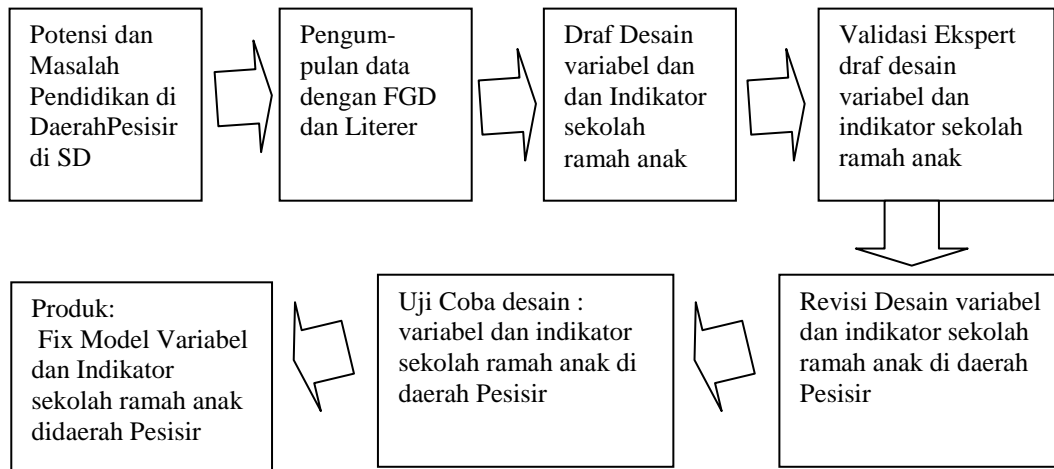 Potensi dan
Masalah
Pendidikan di
DaerahPesisir
di SD
Pengum-
pulan data
dengan FGD
dan Literer
Draf Desain
variabel dan
dan Indikator
sekolah
ramah anak
Validasi Ekspert
draf desain
variabel dan
indikator sekolah
ramah anak
Revisi Desain variabel
dan indikator sekolah
ramah anak di daerah
Pesisir
Uji Coba desain :
variabel dan indikator
sekolah ramah anak di
daerah Pesisir
Produk:
Fix Model Variabel
dan Indikator
sekolah ramah anak
didaerah Pesisir